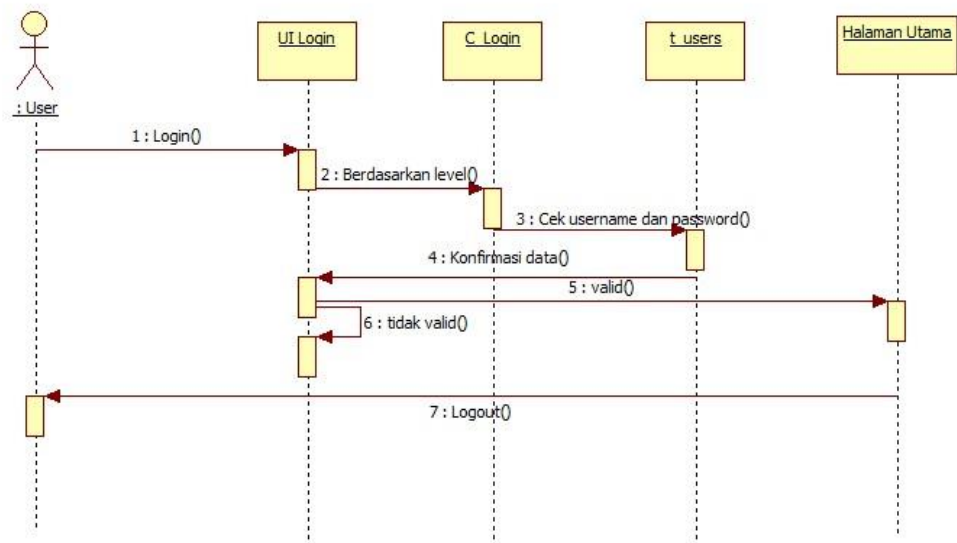 UI Login
C_Login
t_users
Halaman Utama
: User
1 : Login()
2 : Berdasarkan level()
3 : Cek username dan password()
4 : Konfirmasi data()
5 : valid()
6 : tidak valid()
7 : Logout()